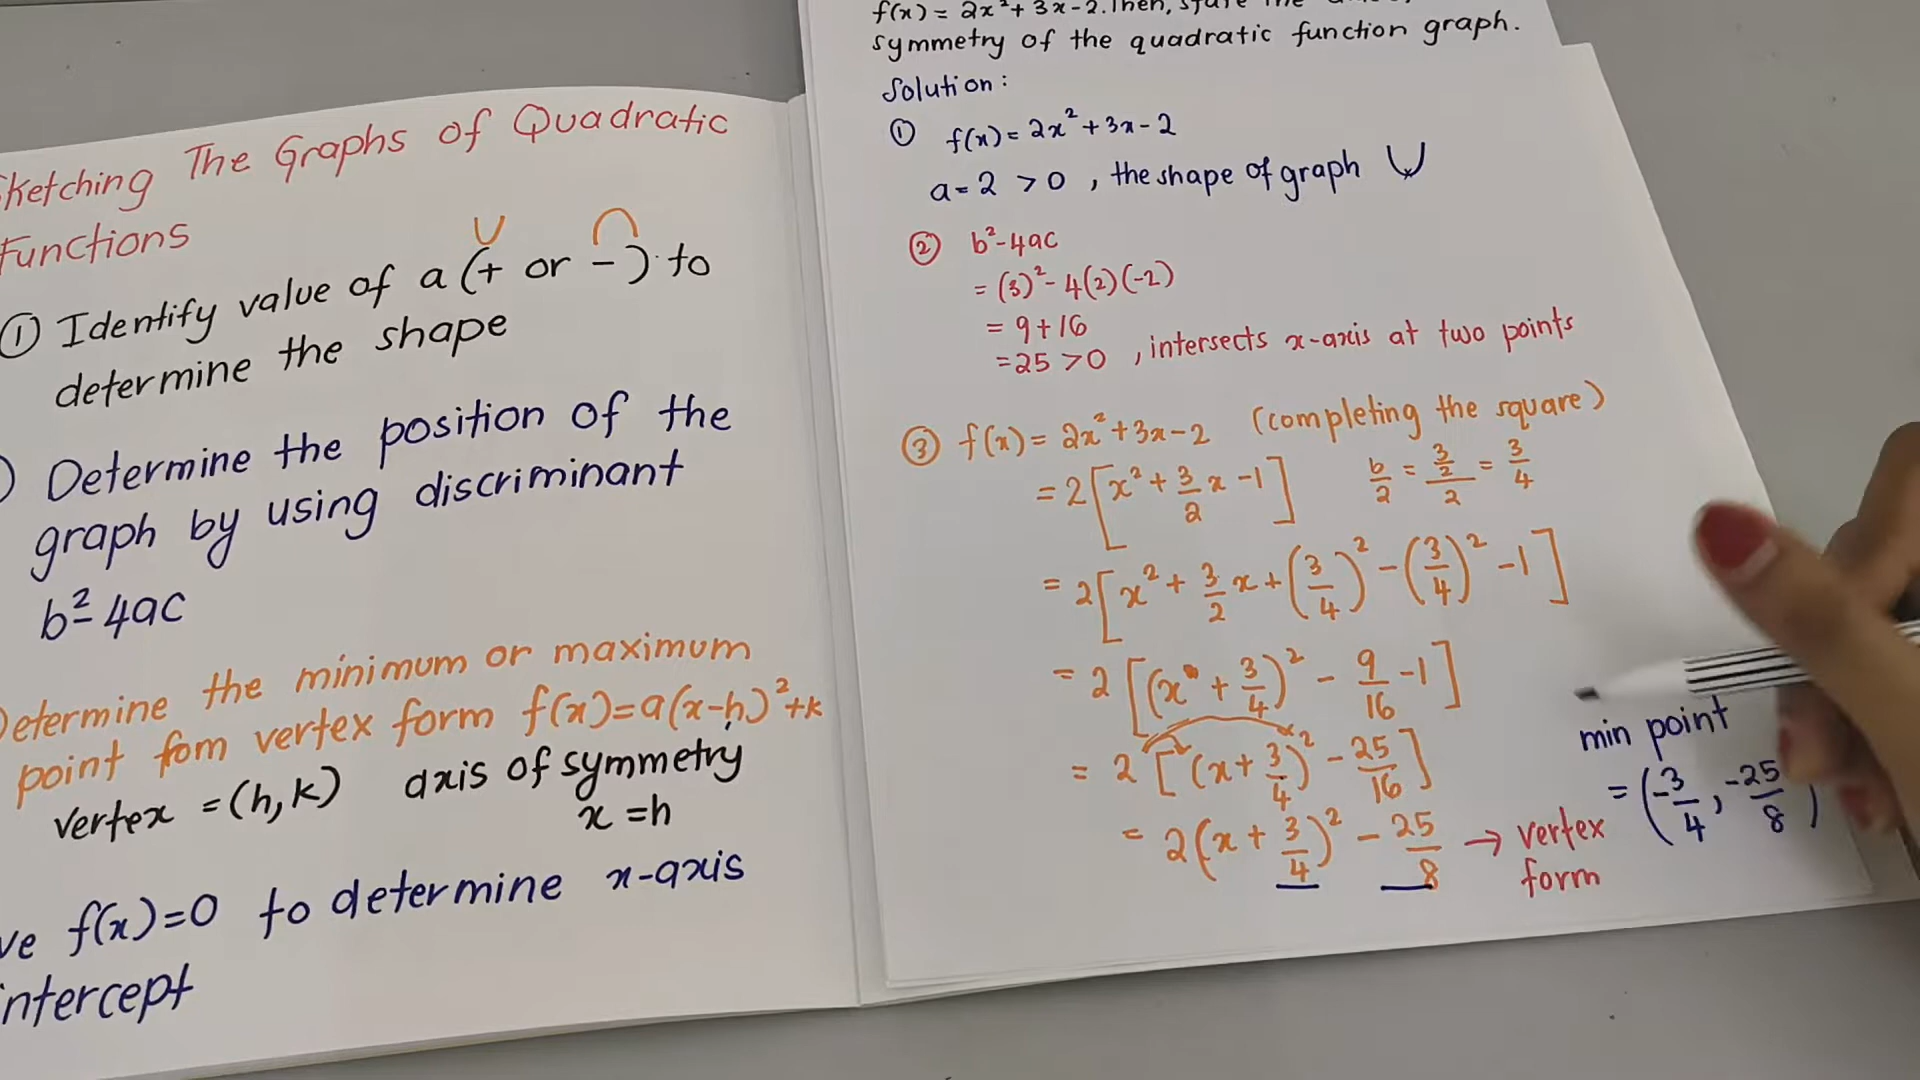 Sketching The Graphs of Quadratic
Functions
① Identify value of a (+ or -) to
determine the shape
Determine the position of the
graph by using discriminant
b²-4ac
Determine the minimum or maximum
point fom vertex form f(x)=a(x-h)²+k
vertex =(h,k) axis of symmetry
x =h
f(x)=0 to determine x-axis
intercept
f(x) = 2x²+3x-2. Then, state the
symmetry of the quadratic function graph.
Solution:
① f(x)= 2x²+3x-2
a=2 >0 , the shape of graph ∪
② b²-4ac
= (3)²-4(2)(-2)
= 9+16
=25 >0 , intersects x-axis at two points
③ f(x)= 2x²+3x-2 (completing the square)
= 2[x²+3/2 x -1] b/2 = 3/2/2 = 3/4
= 2[x²+3/2 x+(3/4)²-(3/4)²-1]
= 2[(x+3/4)²-9/16-1]
= 2[(x+3/4)²-25/16]
= 2(x+3/4)²-25/8 → vertex
form
min point
= (-3/4, -25/8)